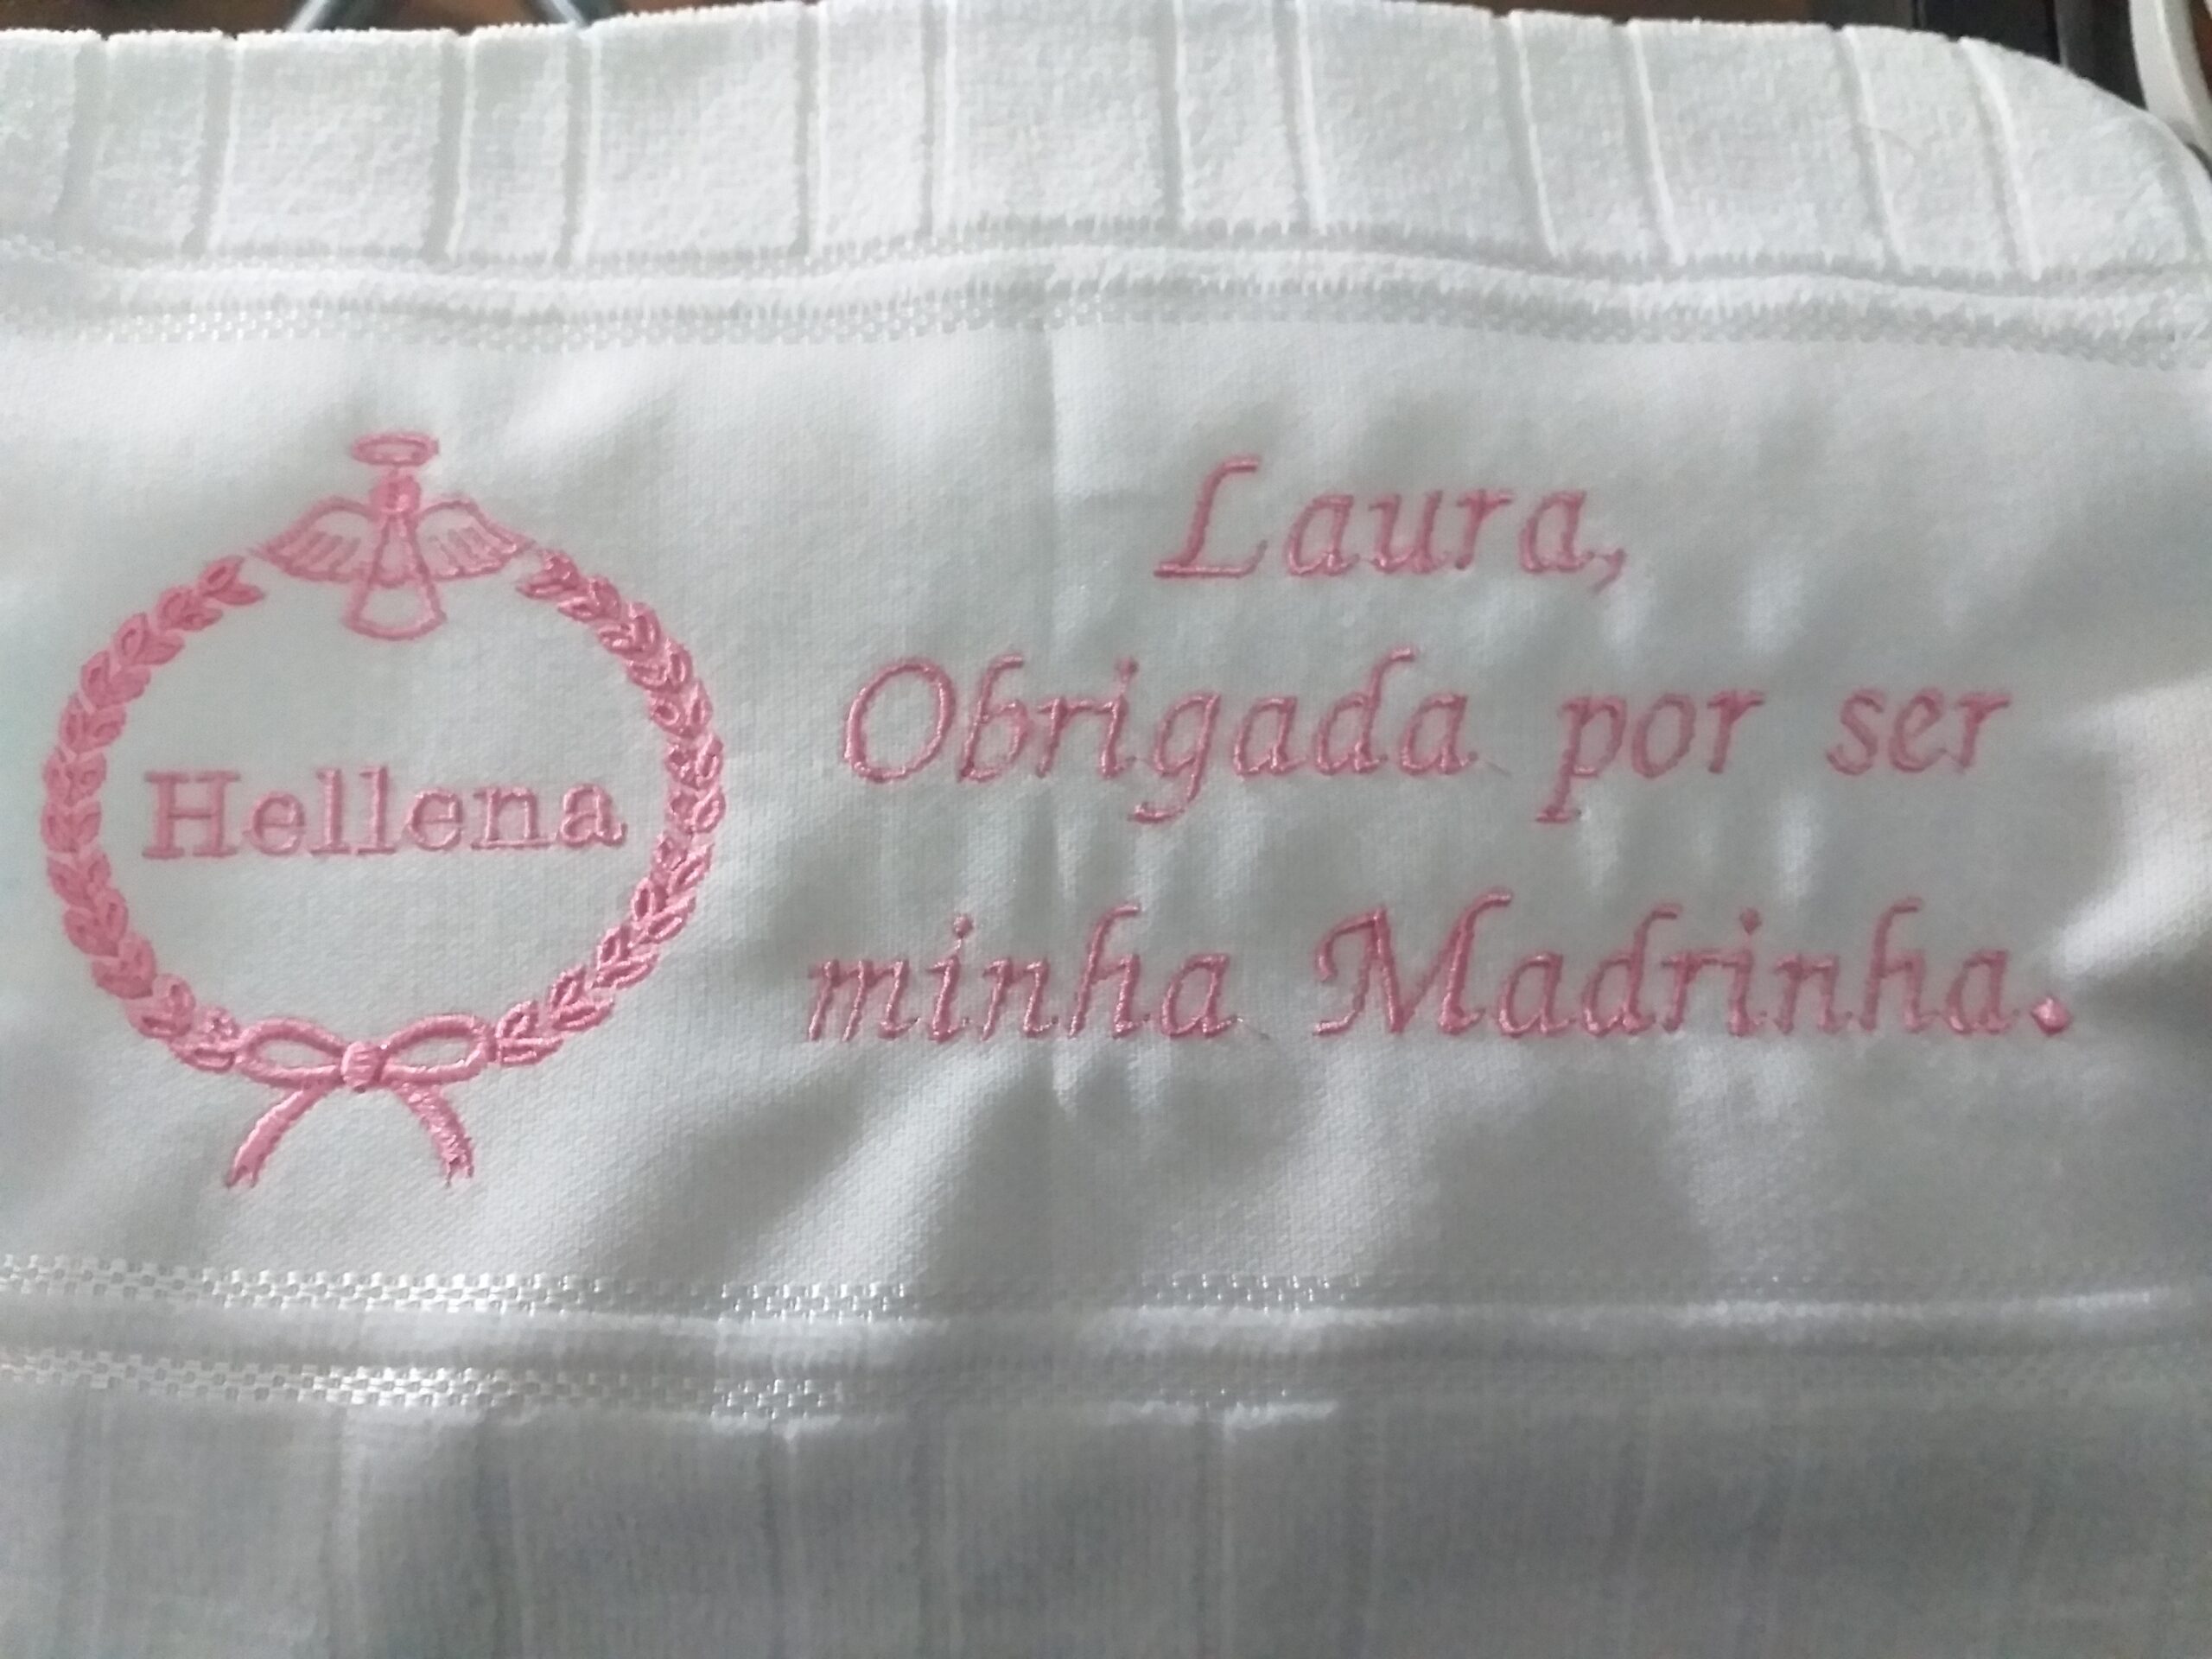 Hellena
Laura,
Obrigada por ser
minha Madrinha.